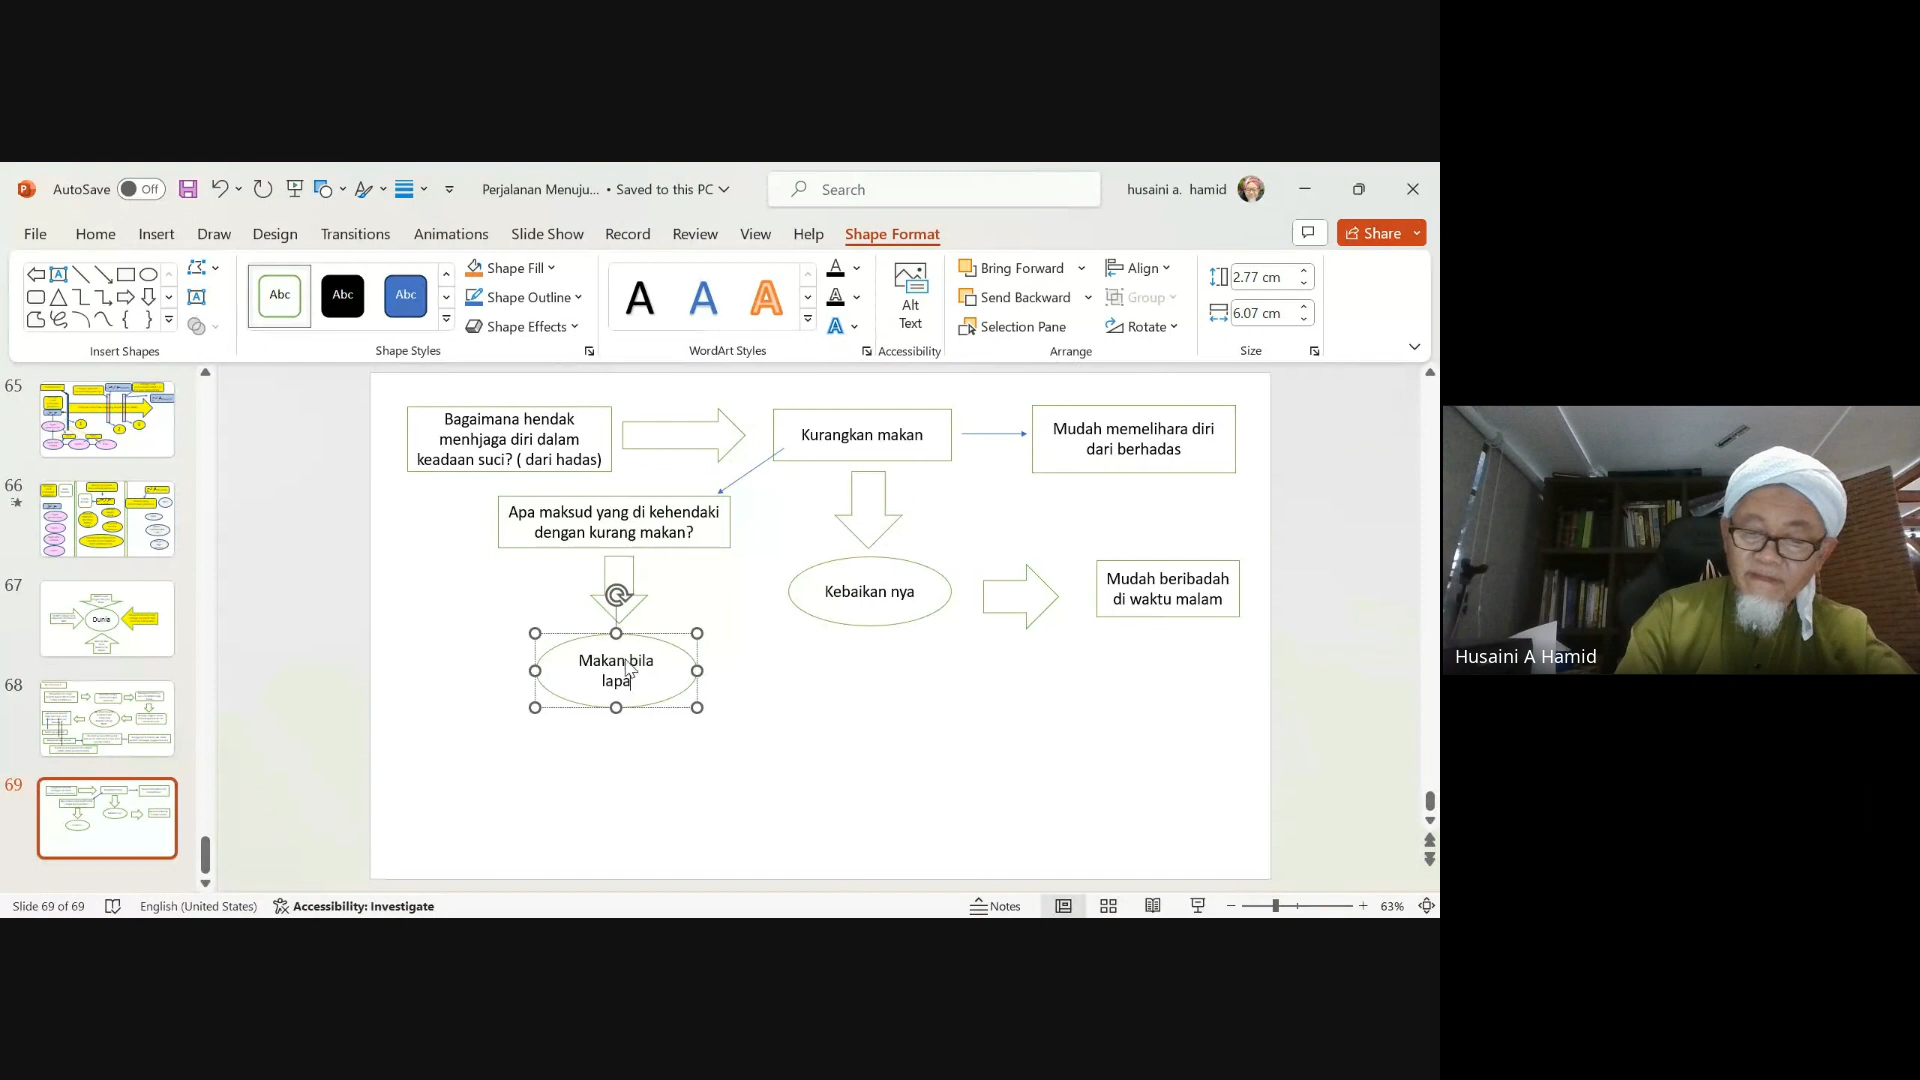 AutoSave Off
Perjalanan Menuju... • Saved to this PC
Search
husaini a. hamid
File Home Insert Draw Design Transitions Animations Slide Show Record Review View Help Shape Format
Share
Abc Abc Abc
Shape Fill
Shape Outline
Shape Effects
A A A
Alt
Text
Bring Forward
Send Backward
Selection Pane
Align
Group
Rotate
2.77 cm
6.07 cm
Insert Shapes
Shape Styles
WordArt Styles
Accessibility
Arrange
Size
65
66
67
Dunia
68
69
Bagaimana hendak
menhjaga diri dalam
keadaan suci? ( dari hadas)
Kurangkan makan
Mudah memelihara diri
dari berhadas
Apa maksud yang di kehendaki
dengan kurang makan?
Kebaikan nya
Mudah beribadah
di waktu malam
Makan bila
lapa
Husaini A Hamid
Slide 69 of 69
English (United States)
Accessibility: Investigate
Notes
63%